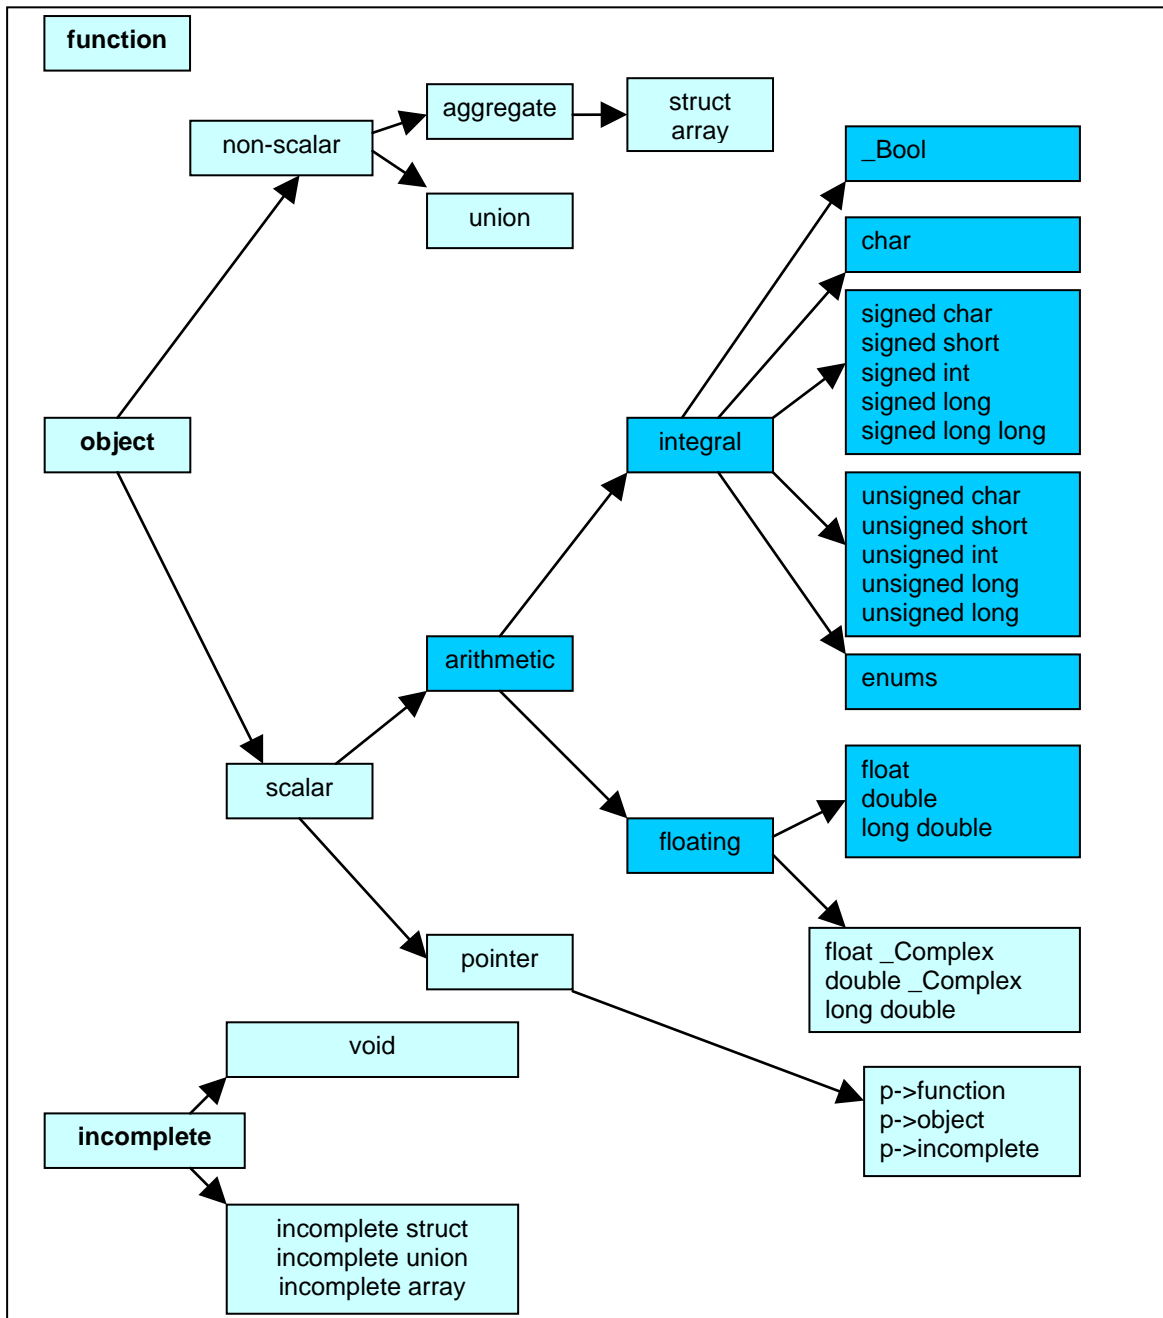 function
aggregate
struct
array
non-scalar
union
_Bool
char
signed char
signed short
signed int
signed long
signed long long
object
integral
unsigned char
unsigned short
unsigned int
unsigned long
unsigned long
arithmetic
enums
scalar
float
double
long double
floating
pointer
float _Complex
double _Complex
long double
void
p->function
p->object
p->incomplete
incomplete
incomplete struct
incomplete union
incomplete array